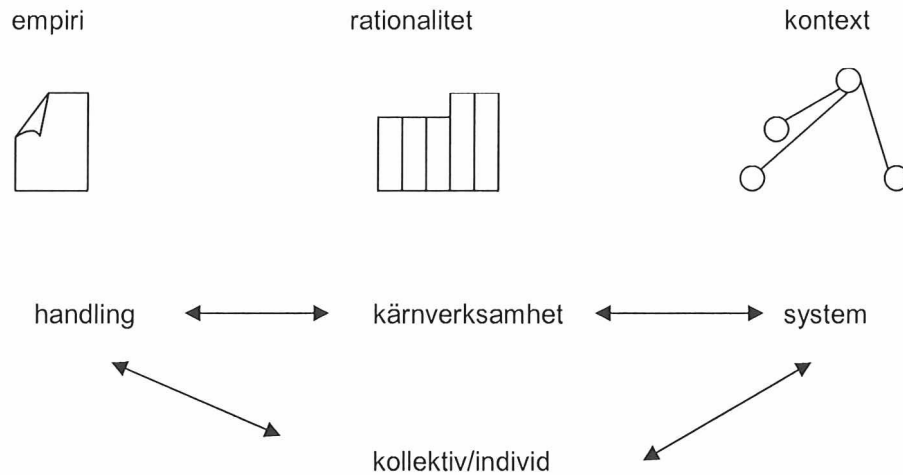 empiri rationalitet kontext
handling kärnverksamhet system
kollektiv/individ